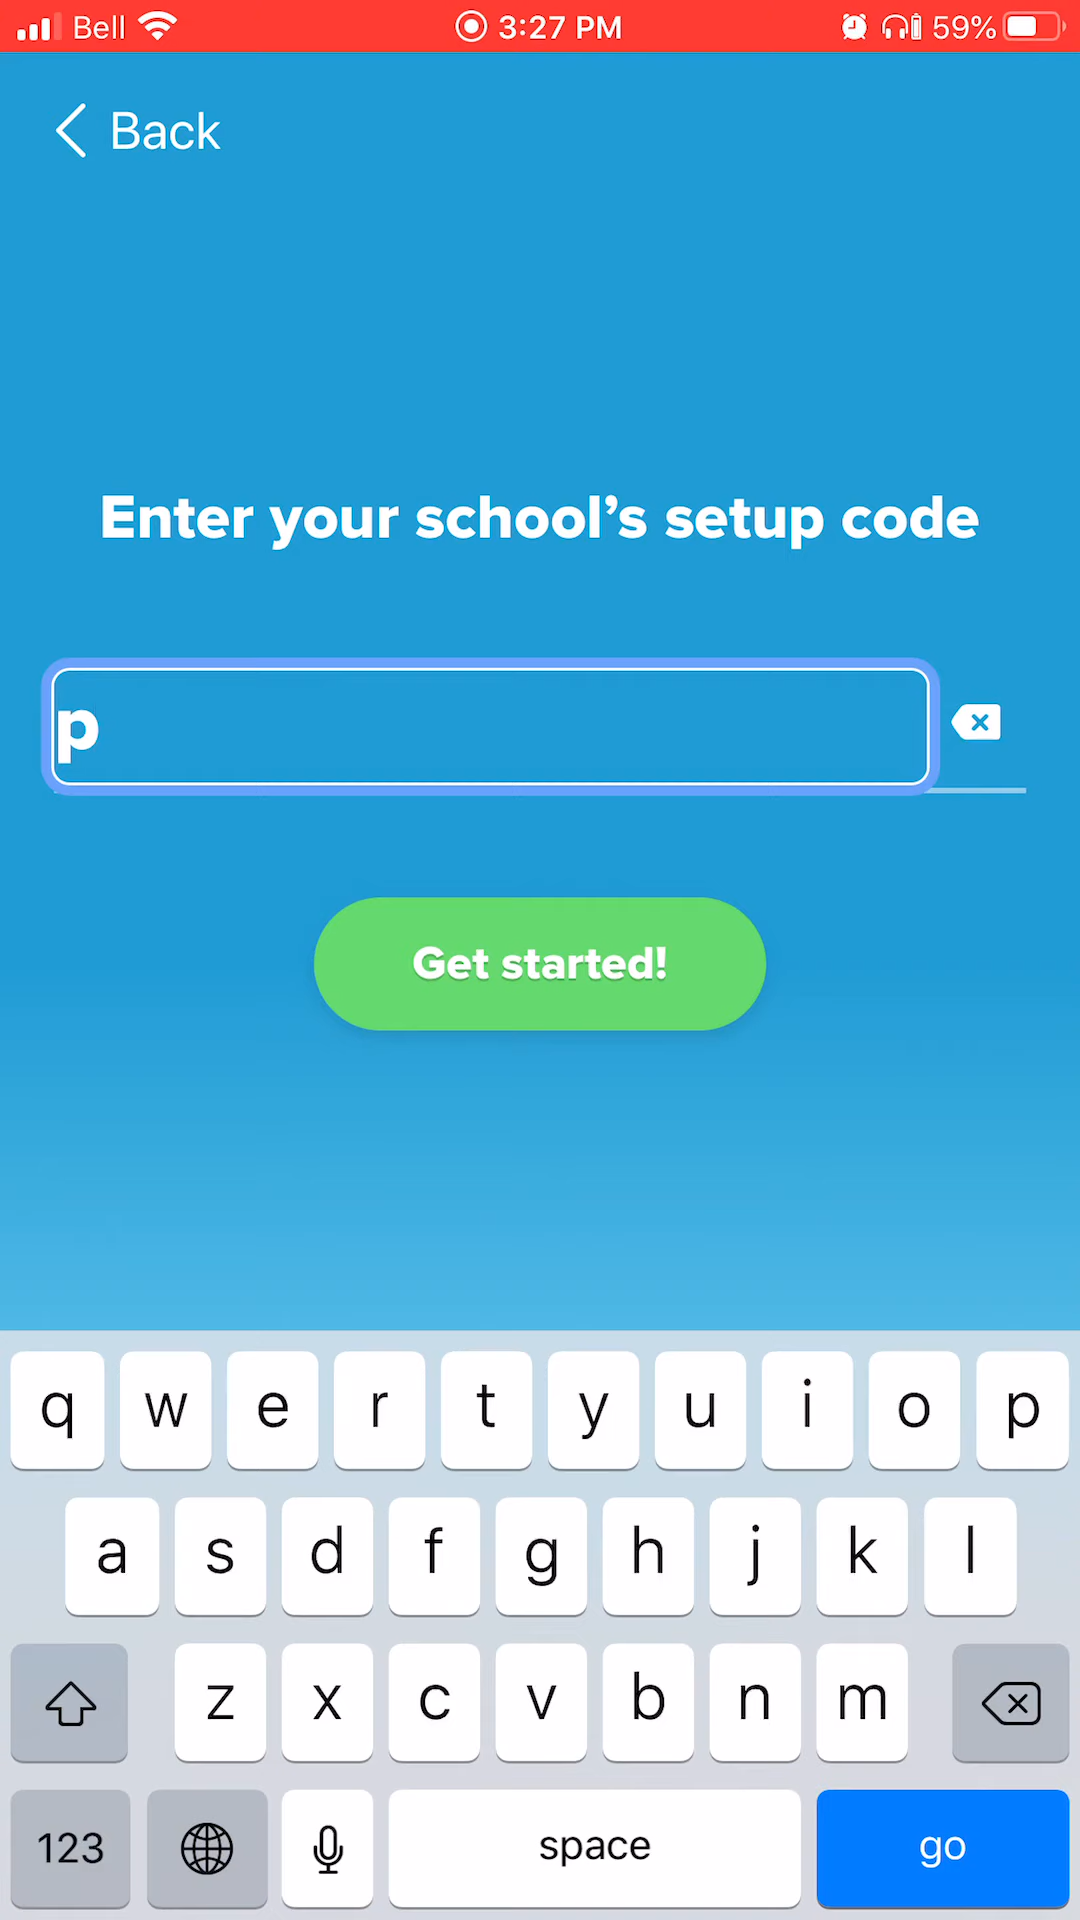 Bell 3:27 PM 59%
Back
Enter your school’s setup code
p
Get started!
q w e r t y u i o p
a s d f g h j k l
z x c v b n m
123 space go